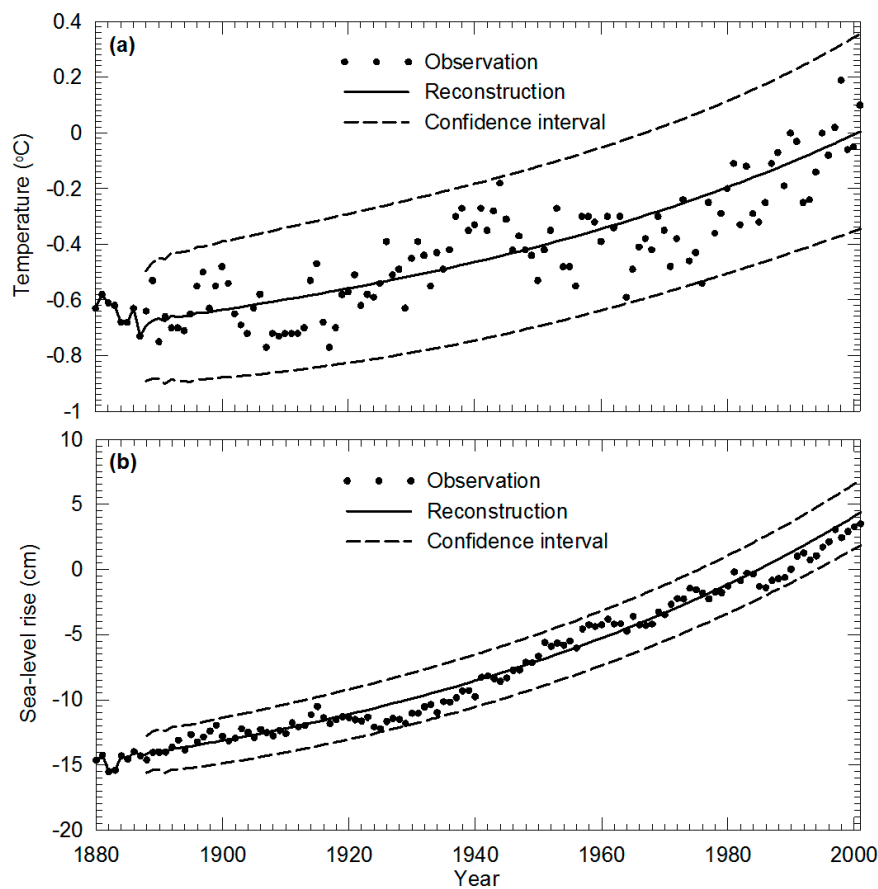 (a)
Observation
Reconstruction
Confidence interval
Temperature (°C)
0.4
0.2
0
-0.2
-0.4
-0.6
-0.8
-1
(b)
Observation
Reconstruction
Confidence interval
Sea-level rise (cm)
10
5
0
-5
-10
-15
-20
1880 1900 1920 1940 1960 1980 2000
Year